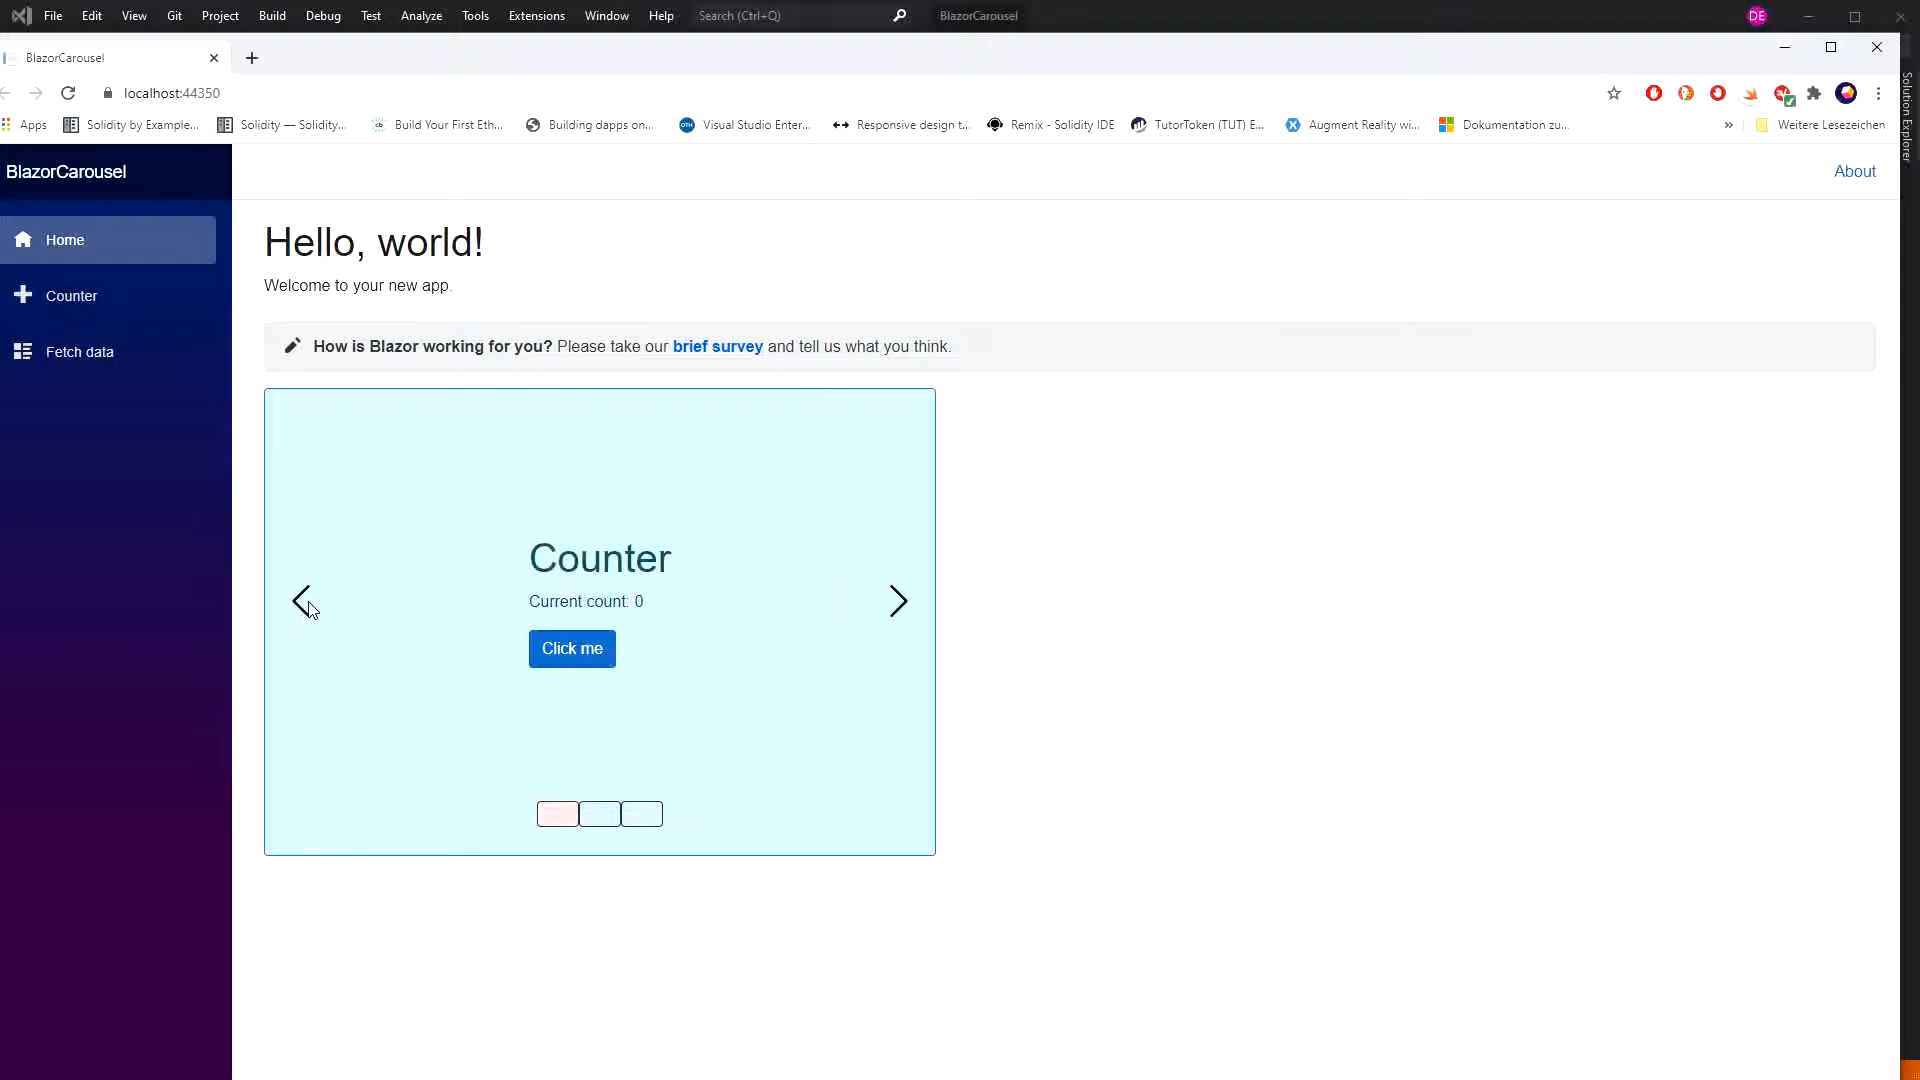 File Edit View Git Project Build Debug Test Analyze Tools Extensions Window Help Search (Ctrl+Q) BlazorCarousel DE
BlazorCarousel
localhost:44350
Apps Solidity by Example... Solidity — Solidity... cb Build Your First Eth... Building dapps on... OTH Visual Studio Enter... Responsive design t... Remix - Solidity IDE TutorToken (TUT) E... Augment Reality wi... Dokumentation zu... » Weitere Lesezeichen
Solution Explorer
BlazorCarousel
About
Home
Counter
Fetch data
Hello, world!
Welcome to your new app.
How is Blazor working for you? Please take our brief survey and tell us what you think.
Counter
Current count: 0
Click me